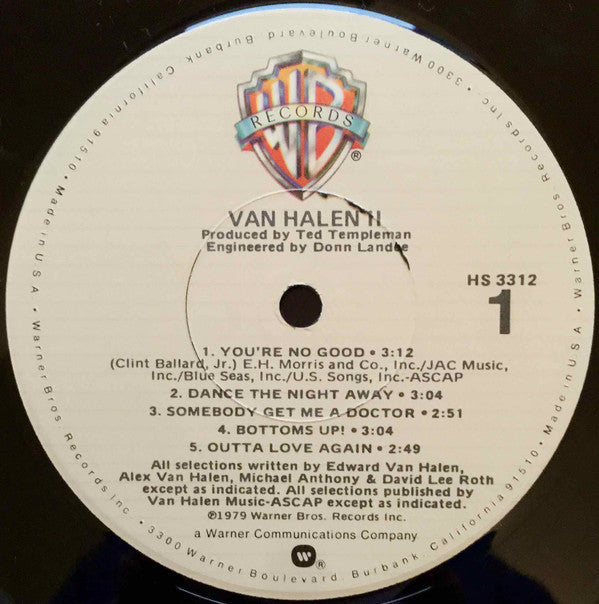 3300 Warner Boulevard, Burbank, California 91510 • Made in U.S.A. • Warner Bros. Records Inc. • 3300 Warner Boulevard, Burbank, California 91510 • Made in U.S.A. • Warner Bros. Records Inc. •
WB
RECORDS
®
VAN HALEN II
Produced by Ted Templeman
Engineered by Donn Landee
HS 3312
1
1. YOU'RE NO GOOD • 3:12
(Clint Ballard, Jr.) E.H. Morris and Co., Inc./JAC Music,
Inc./Blue Seas, Inc./U.S. Songs, Inc.-ASCAP
2. DANCE THE NIGHT AWAY • 3:04
3. SOMEBODY GET ME A DOCTOR • 2:51
4. BOTTOMS UP! • 3:04
5. OUTTA LOVE AGAIN • 2:49
All selections written by Edward Van Halen,
Alex Van Halen, Michael Anthony & David Lee Roth
except as indicated. All selections published by
Van Halen Music-ASCAP except as indicated.
℗1979 Warner Bros. Records Inc.
a Warner Communications Company
®